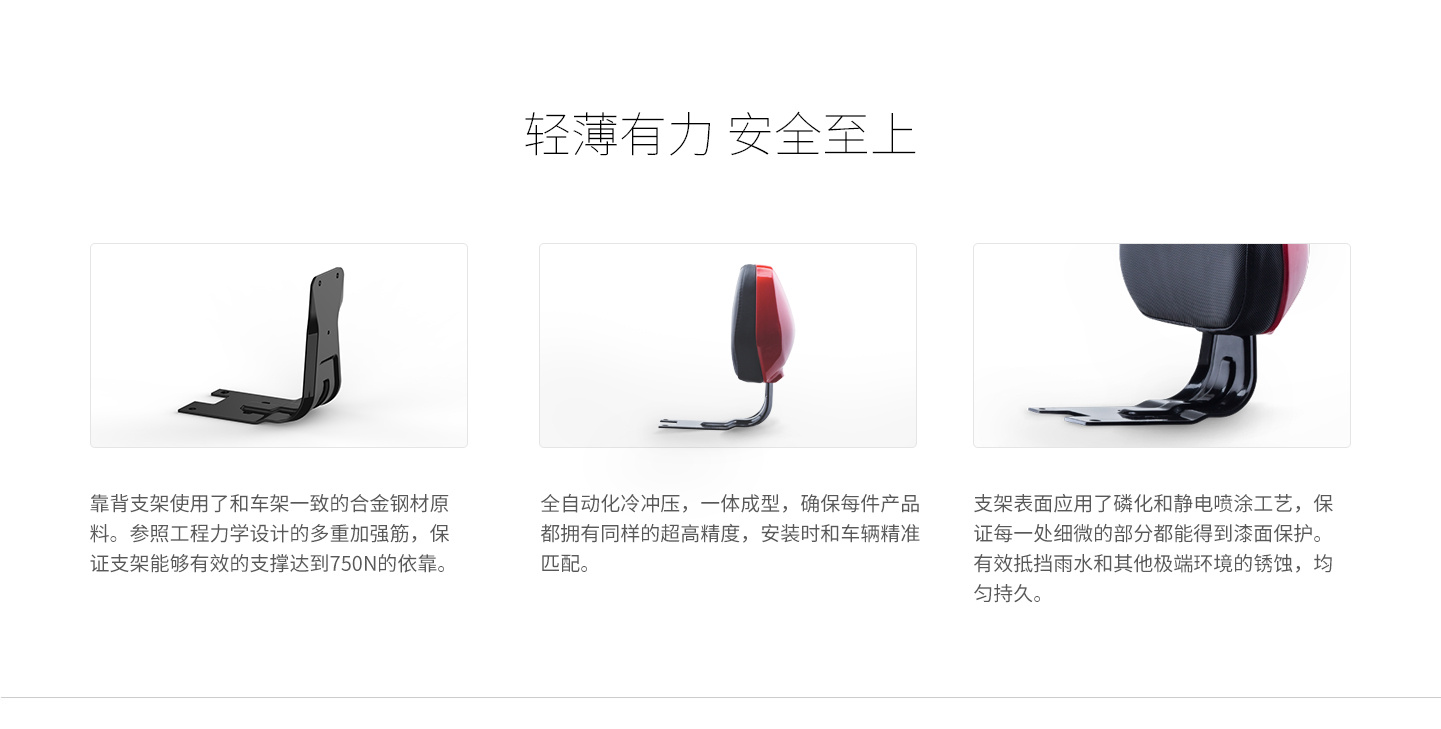 轻薄有力 安全至上
靠背支架使用了和车架一致的合金钢材原
料。参照工程力学设计的多重加强筋，保
证支架能够有效的支撑达到750N的依靠。
全自动化冷冲压，一体成型，确保每件产品
都拥有同样的超高精度，安装时和车辆精准
匹配。
支架表面应用了磷化和静电喷涂工艺，保
证每一处细微的部分都能得到漆面保护。
有效抵挡雨水和其他极端环境的锈蚀，均
匀持久。